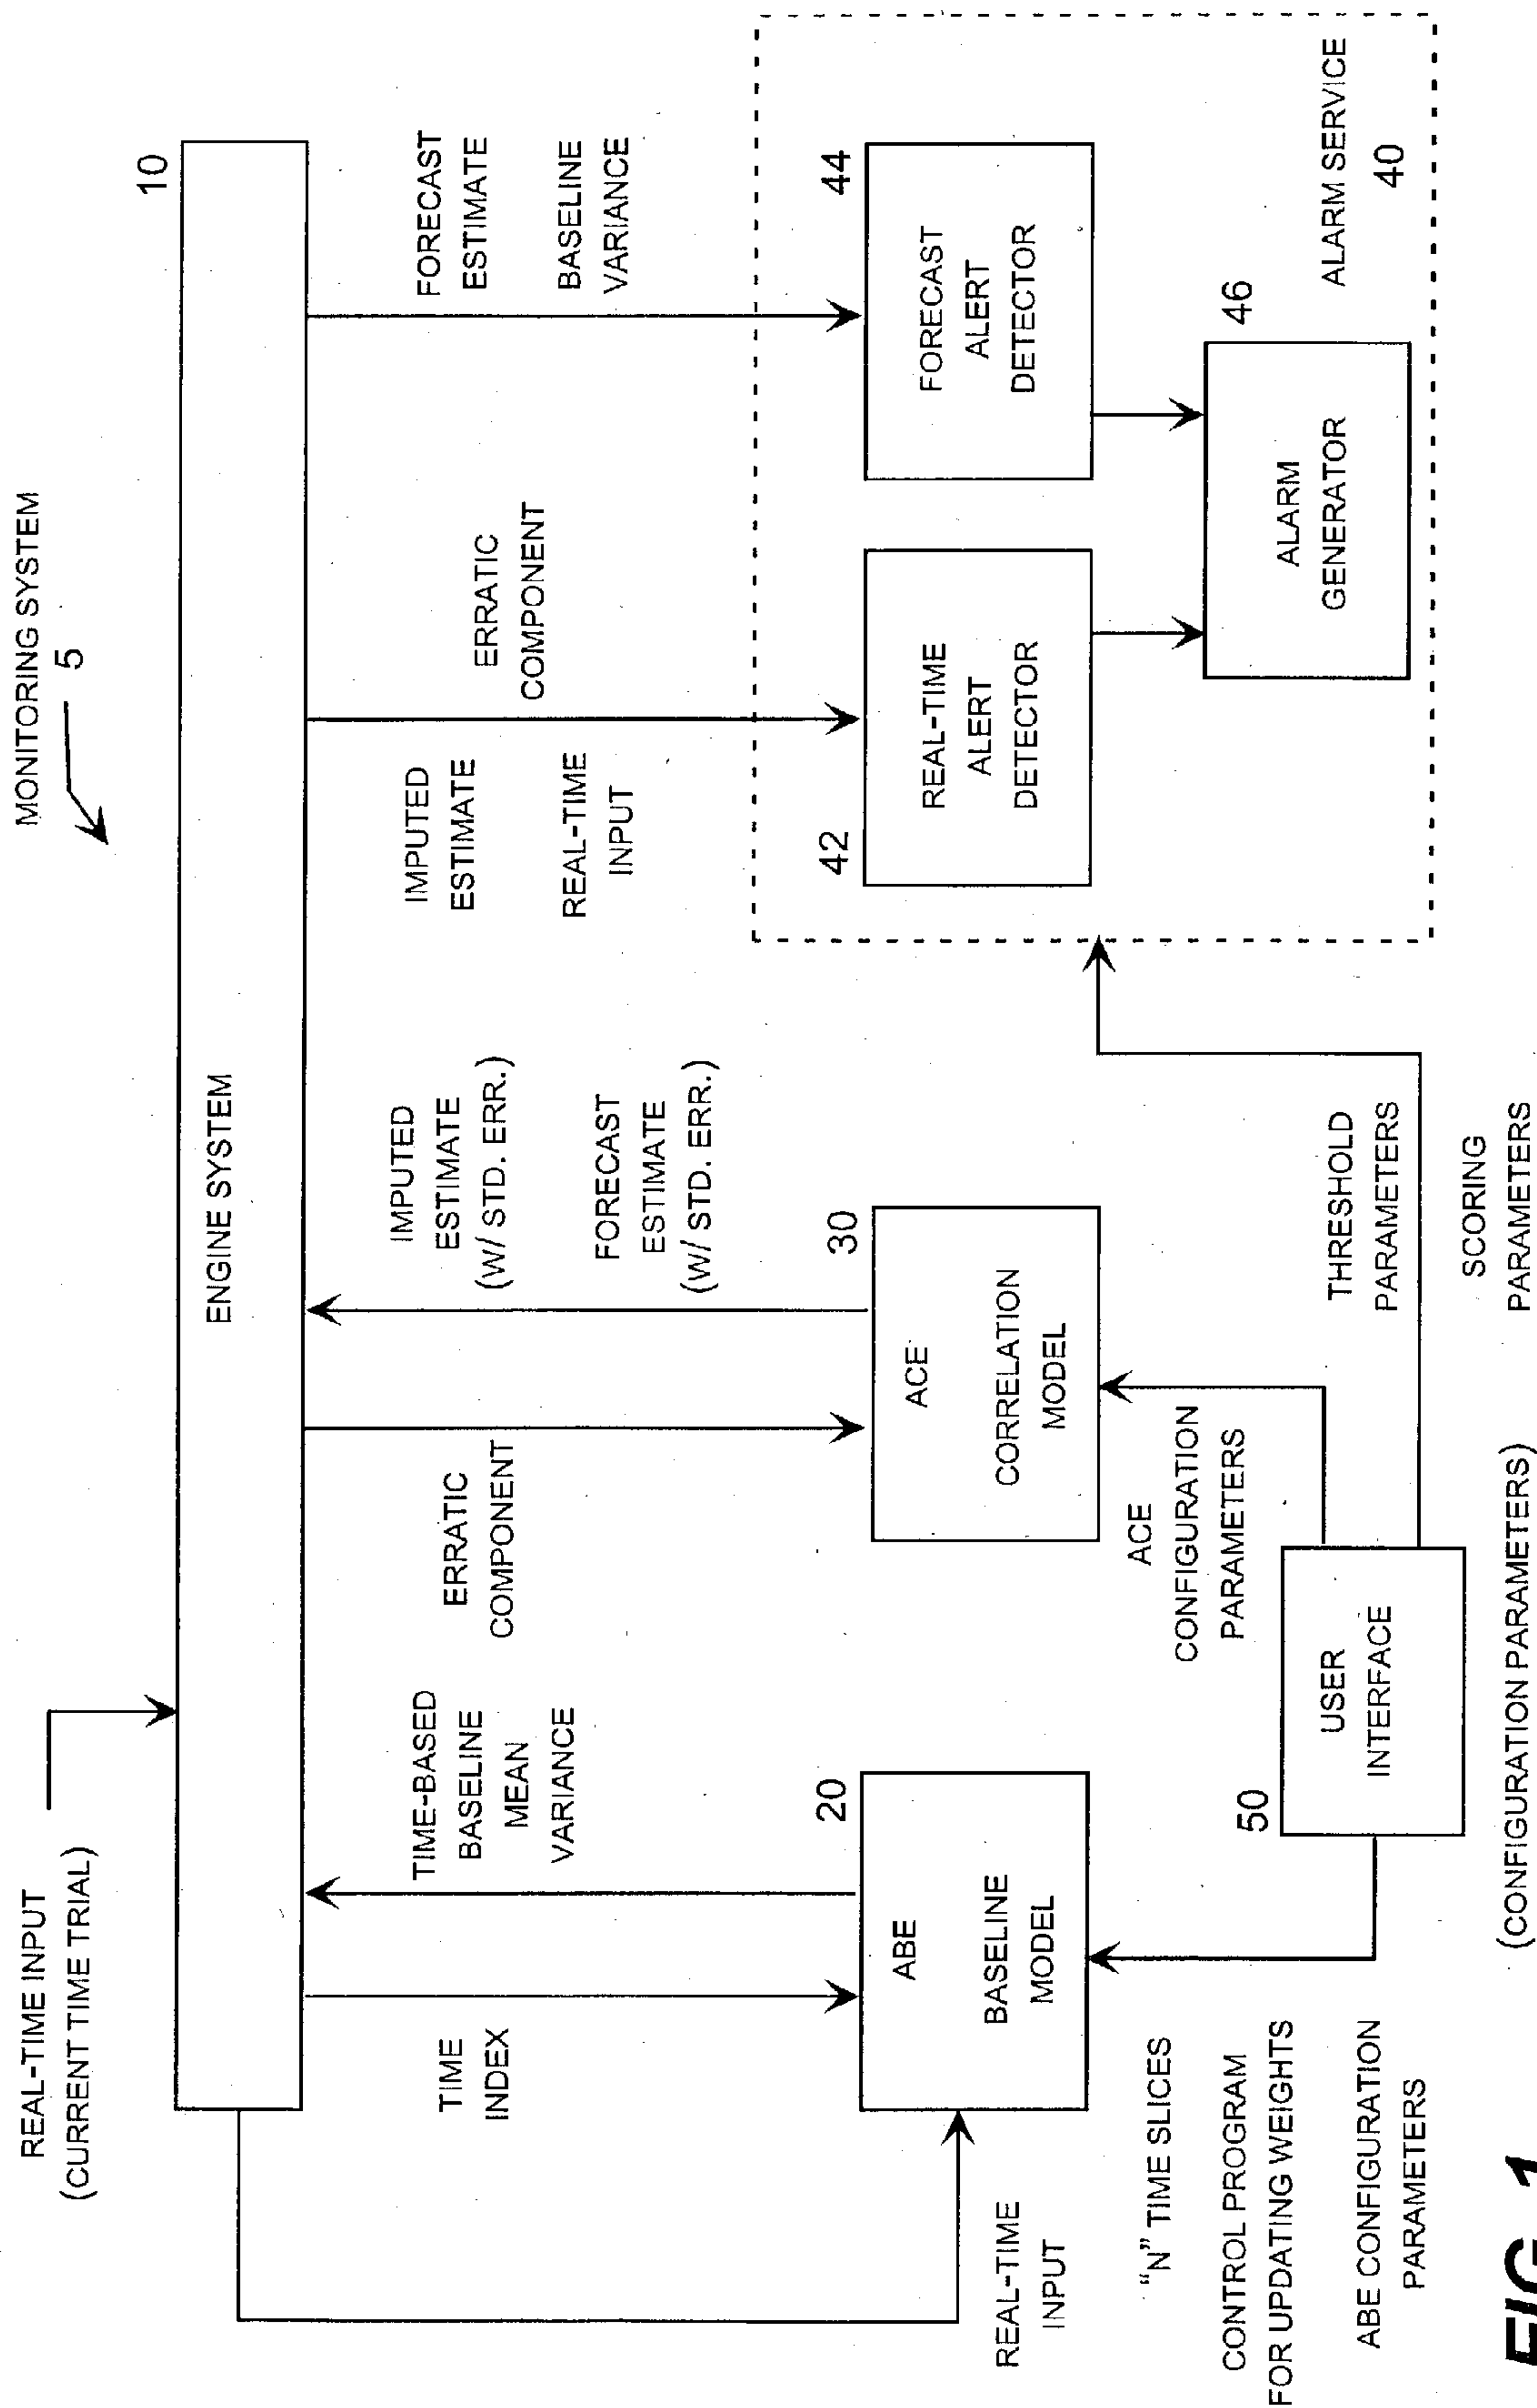 MONITORING SYSTEM
5
REAL-TIME INPUT
(CURRENT TIME TRIAL)
10
ENGINE SYSTEM
TIME
INDEX
TIME-BASED
BASELINE
MEAN
VARIANCE
ERRATIC
COMPONENT
IMPUTED
ESTIMATE
(W/ STD. ERR.)
FORECAST
ESTIMATE
(W/ STD. ERR.)
IMPUTED
ESTIMATE
REAL-TIME
INPUT
ERRATIC
COMPONENT
FORECAST
ESTIMATE
BASELINE
VARIANCE
REAL-TIME
INPUT
20
ABE
BASELINE
MODEL
30
ACE
CORRELATION
MODEL
42
REAL-TIME
ALERT
DETECTOR
44
FORECAST
ALERT
DETECTOR
46
ALARM
GENERATOR
ALARM SERVICE
40
"N" TIME SLICES
CONTROL PROGRAM
FOR UPDATING WEIGHTS
ABE CONFIGURATION
PARAMETERS
50
USER
INTERFACE
ACE
CONFIGURATION
PARAMETERS
THRESHOLD
PARAMETERS
SCORING
PARAMETERS
(CONFIGURATION PARAMETERS)
FIG. 1